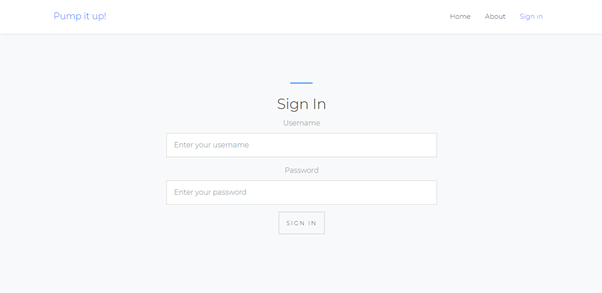 Pump it up!
Home About Sign in
Sign In
Username
Enter your username
Password
Enter your password
SIGN IN